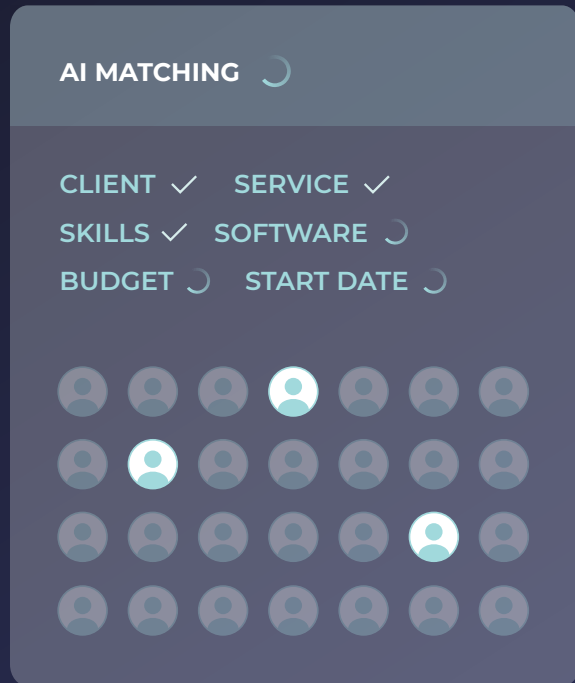 AI MATCHING
CLIENT SERVICE
SKILLS SOFTWARE
BUDGET START DATE